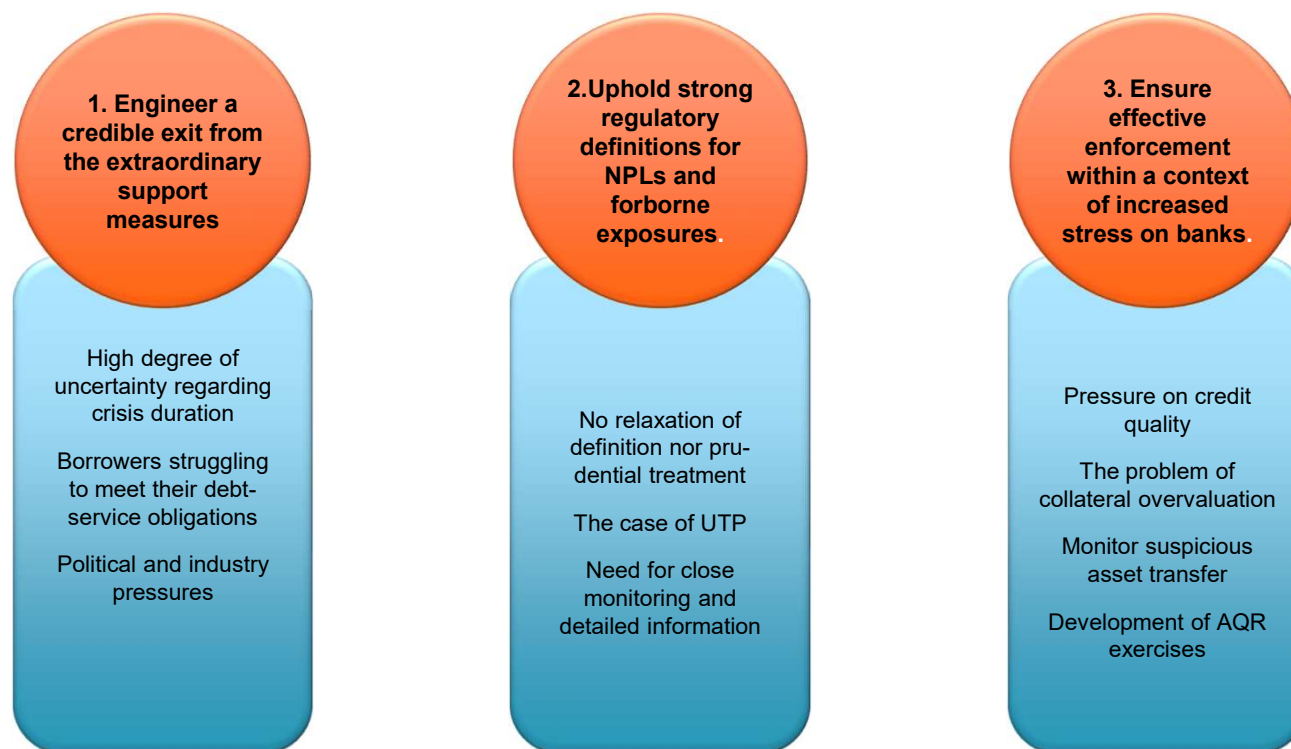 1. Engineer a
credible exit from
the extraordinary
support
measures
High degree of
uncertainty regarding
crisis duration
Borrowers struggling
to meet their debt-
service obligations
Political and industry
pressures
2.Uphold strong
regulatory
definitions for
NPLs and
forborne
exposures.
No relaxation of
definition nor pru-
dential treatment
The case of UTP
Need for close
monitoring and
detailed information
3. Ensure
effective
enforcement
within a context
of increased
stress on banks.
Pressure on credit
quality
The problem of
collateral overvaluation
Monitor suspicious
asset transfer
Development of AQR
exercises